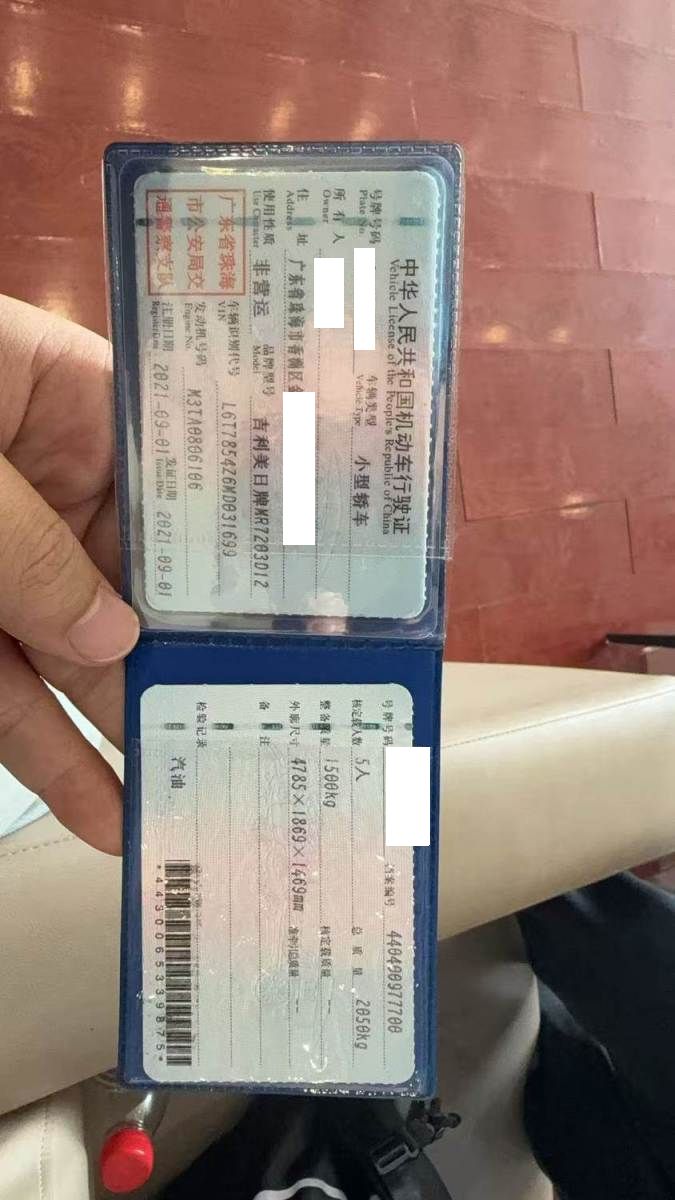 中华人民共和国机动车行驶证
Vehicle License of the People's Republic of China
号牌号码
Plate No.
车辆类型
Vehicle Type
小型轿车
所有人
Owner
住址
Address
广东省珠海市香洲区
使用性质
Use Character
非营运
品牌型号
Model
吉利美日牌MR7203D12
广东省珠海
市公安局交
通警察支队
车辆识别代号
VIN
L6T7854Z6MD031699
发动机号码
Engine No.
M3TA0806106
注册日期
Register Date
2021-09-01
发证日期
Issue Date
2021-09-01
号牌号码
档案编号
440490977700
核定载人数
5人
总质量
2050kg
整备质量
1500kg
核定载质量
--
外廓尺寸
4785×1869×1469mm
准牵引总质量
--
备注
检验记录
汽油
*4430065339875*